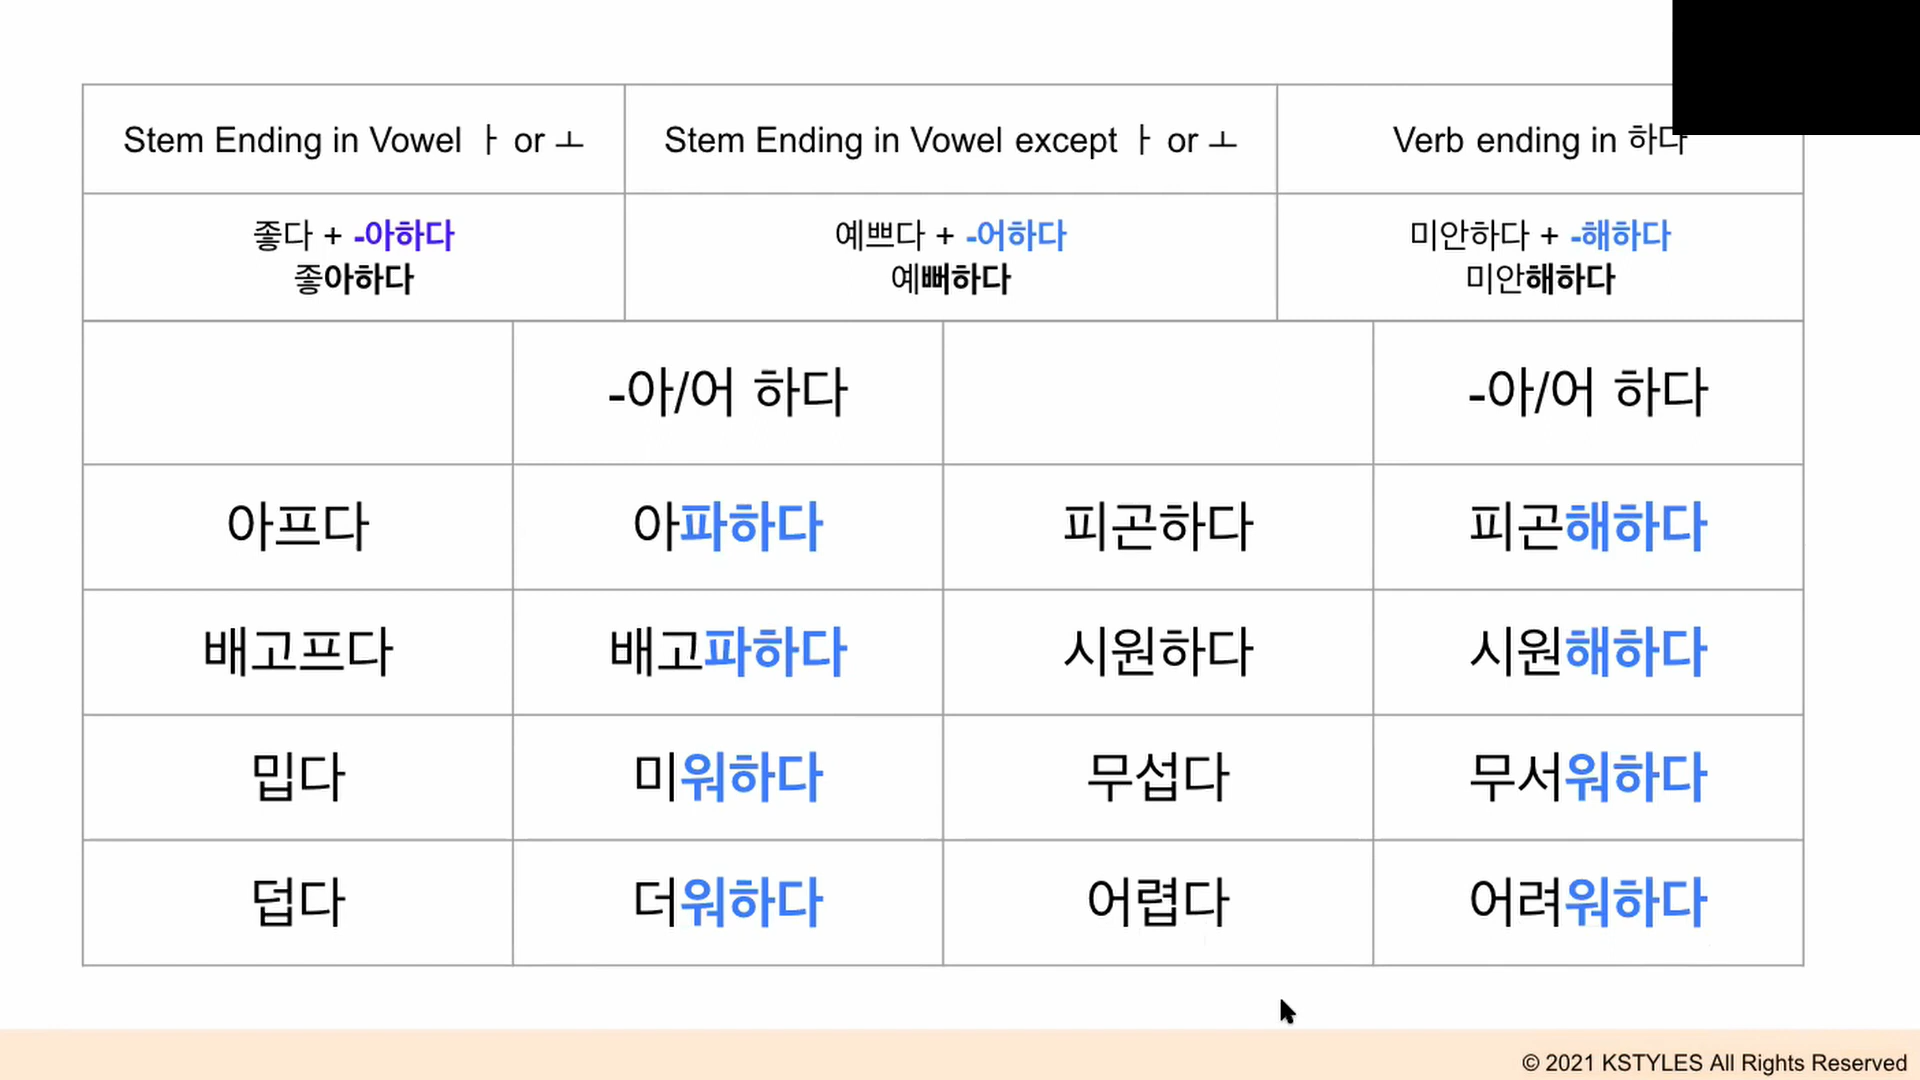 Stem Ending in Vowel ㅏ or ㅗ
Stem Ending in Vowel except ㅏ or ㅗ
Verb ending in 하다
좋다 + -아하다
좋아하다
예쁘다 + -어하다
예뻐하다
미안하다 + -해하다
미안해하다
-아/어 하다
-아/어 하다
아프다
아파하다
피곤하다
피곤해하다
배고프다
배고파하다
시원하다
시원해하다
밉다
미워하다
무섭다
무서워하다
덥다
더워하다
어렵다
어려워하다
© 2021 KSTYLES All Rights Reserved